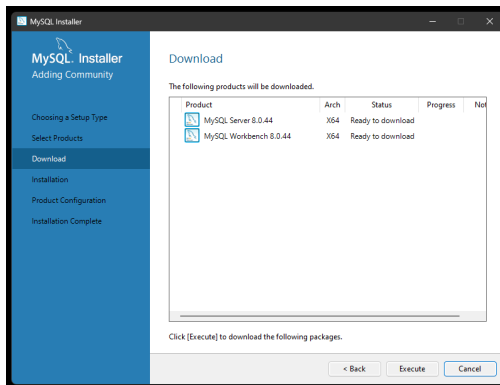 MySQL Installer
MySQL. Installer
Adding Community
Choosing a Setup Type
Select Products
Download
Installation
Product Configuration
Installation Complete
Download
The following products will be downloaded.
Product Arch Status Progress Not
MySQL Server 8.0.44 X64 Ready to download
MySQL Workbench 8.0.44 X64 Ready to download
Click [Execute] to download the following packages.
< Back Execute Cancel